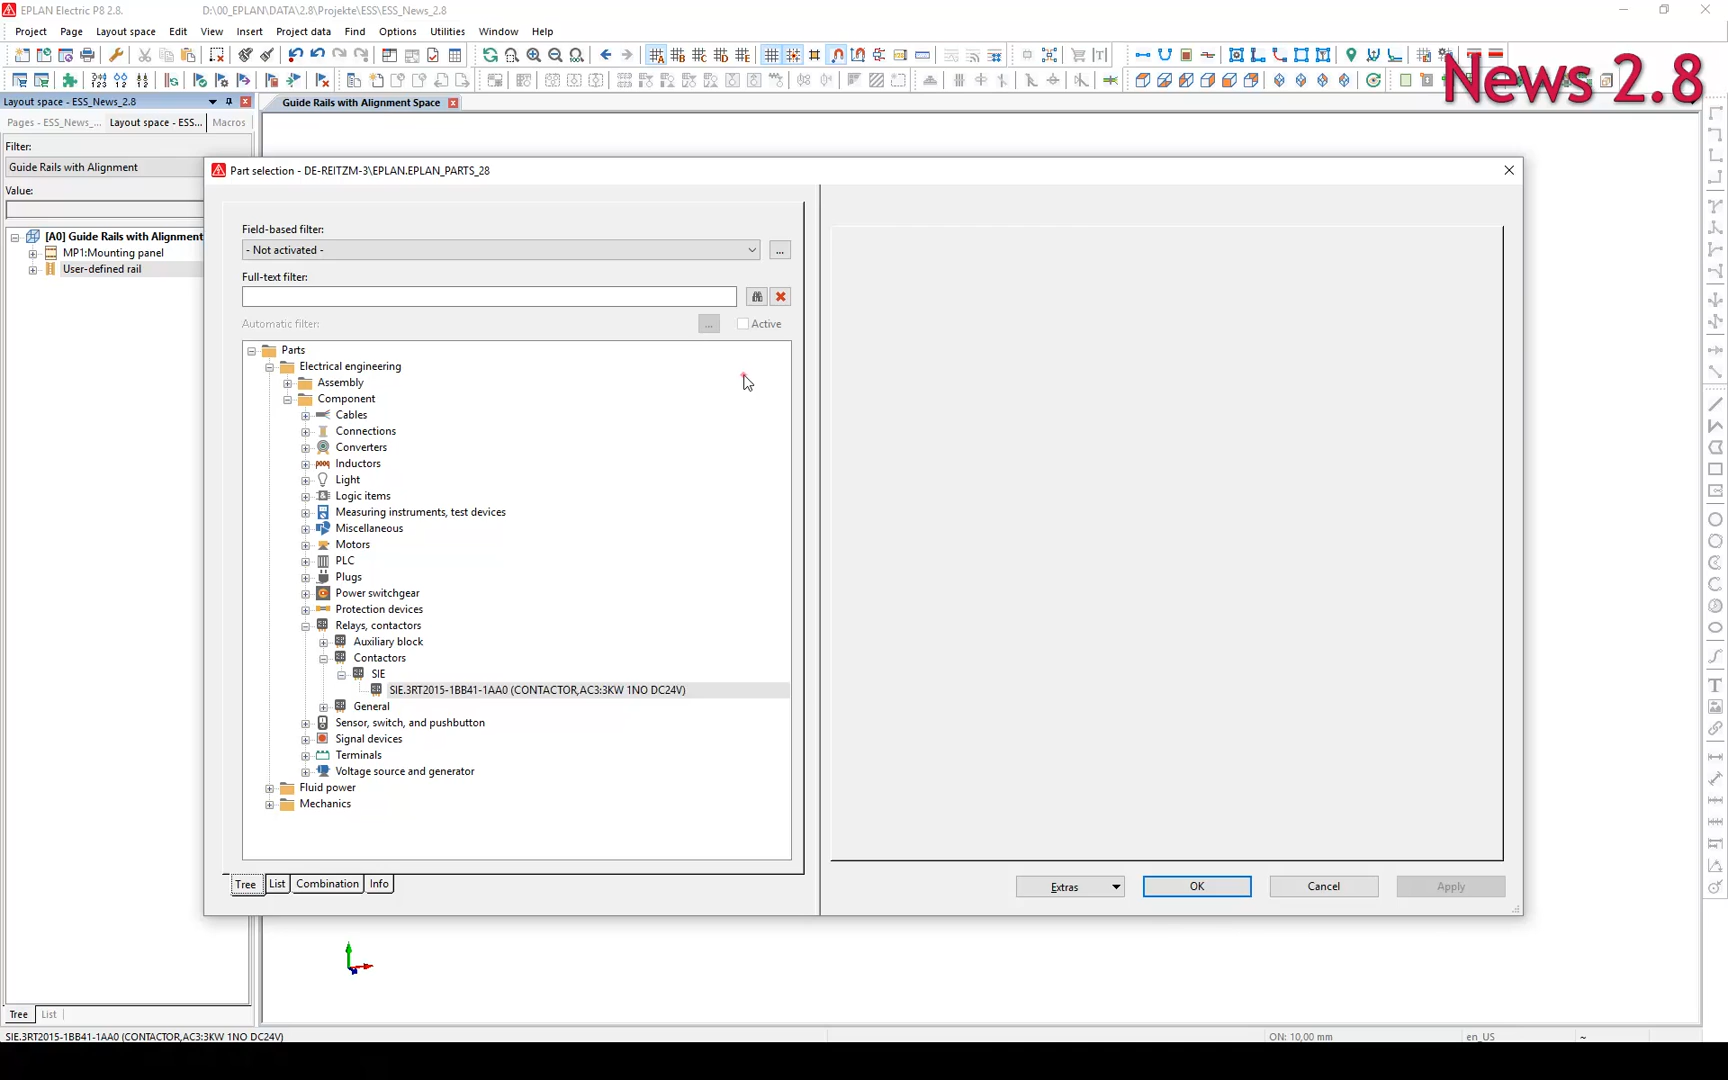 EPLAN Electric P8 2.8.
D:\00_EPLAN\DATA\2.8\Projekte\ESS\ESS_News_2.8
Project Page Layout space Edit View Insert Project data Find Options Utilities Window Help
News 2.8
Layout space - ESS_News_2.8
Guide Rails with Alignment Space
Pages - ESS_News_... Layout space - ESS... Macros
Filter:
Guide Rails with Alignment
Value:
[A0] Guide Rails with Alignment
MP1:Mounting panel
User-defined rail
Part selection - DE-REITZM-3\EPLAN.EPLAN_PARTS_28
Field-based filter:
- Not activated -
...
Full-text filter:
Automatic filter:
...
Active
Parts
Electrical engineering
Assembly
Component
Cables
Connections
Converters
Inductors
Light
Logic items
Measuring instruments, test devices
Miscellaneous
Motors
PLC
Plugs
Power switchgear
Protection devices
Relays, contactors
Auxiliary block
Contactors
SIE
SIE.3RT2015-1BB41-1AA0 (CONTACTOR,AC3:3KW 1NO DC24V)
General
Sensor, switch, and pushbutton
Signal devices
Terminals
Voltage source and generator
Fluid power
Mechanics
Tree List Combination Info
Extras OK Cancel Apply
Tree List
SIE.3RT2015-1BB41-1AA0 (CONTACTOR,AC3:3KW 1NO DC24V)
ON: 10,00 mm
en_US
~